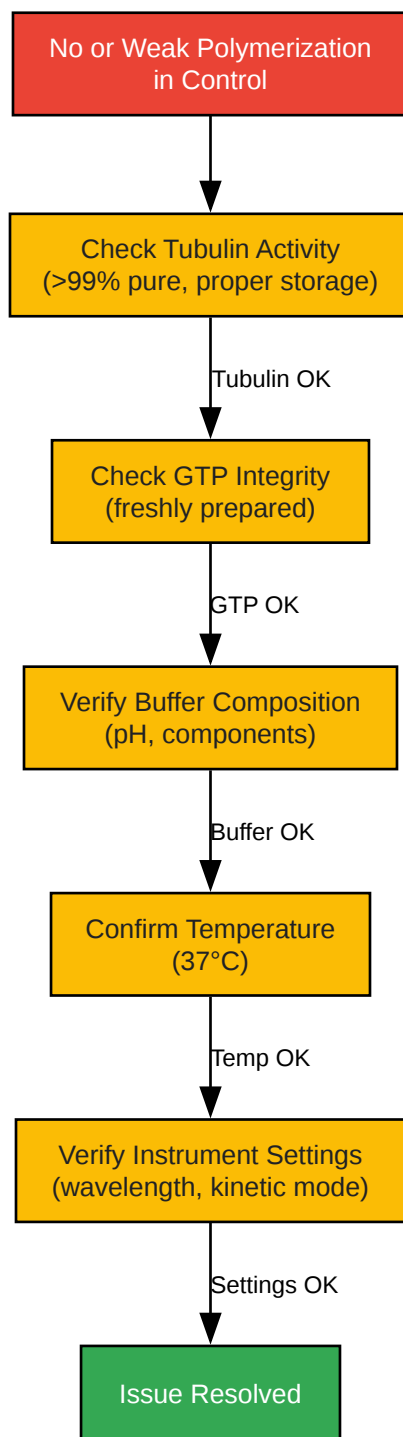 No or Weak Polymerization
in Control
Check Tubulin Activity
(>99% pure, proper storage)
Tubulin OK
Check GTP Integrity
(freshly prepared)
GTP OK
Verify Buffer Composition
(pH, components)
Buffer OK
Confirm Temperature
(37°C)
Temp OK
Verify Instrument Settings
(wavelength, kinetic mode)
Settings OK
Issue Resolved